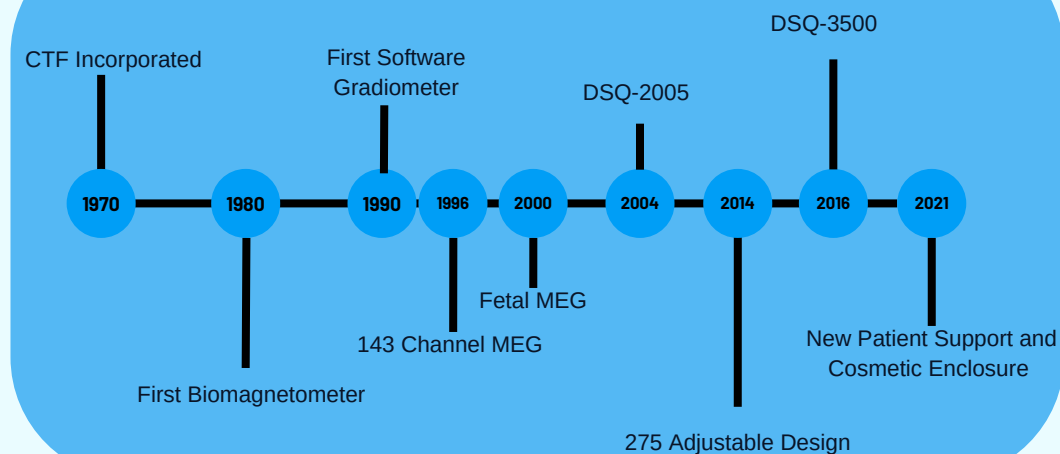 DSQ-3500
CTF Incorporated
First Software
Gradiometer
DSQ-2005
1970
1980
1990
1996
2000
2004
2014
2016
2021
Fetal MEG
143 Channel MEG
New Patient Support and
Cosmetic Enclosure
First Biomagnetometer
275 Adjustable Design